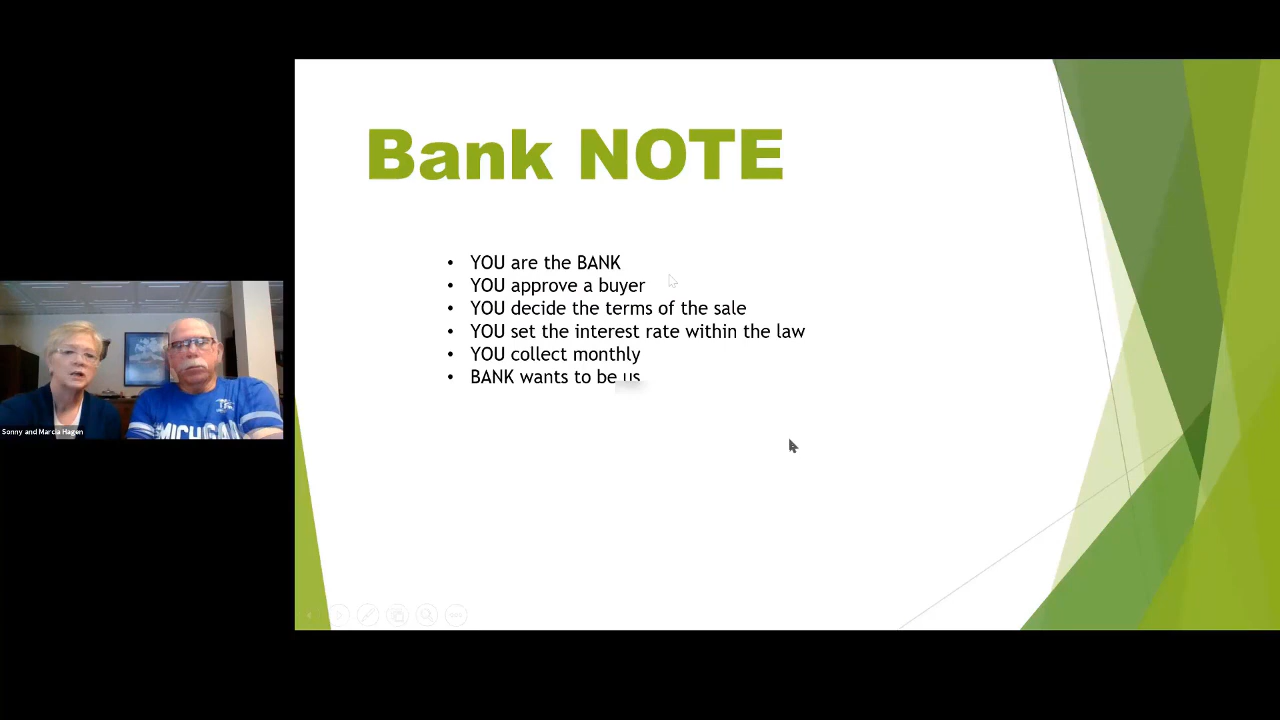 Bank NOTE
• YOU are the BANK
• YOU approve a buyer
• YOU decide the terms of the sale
• YOU set the interest rate within the law
• YOU collect monthly
• BANK wants to be us
Sonny and Marcia Hagen
MICHIGAN